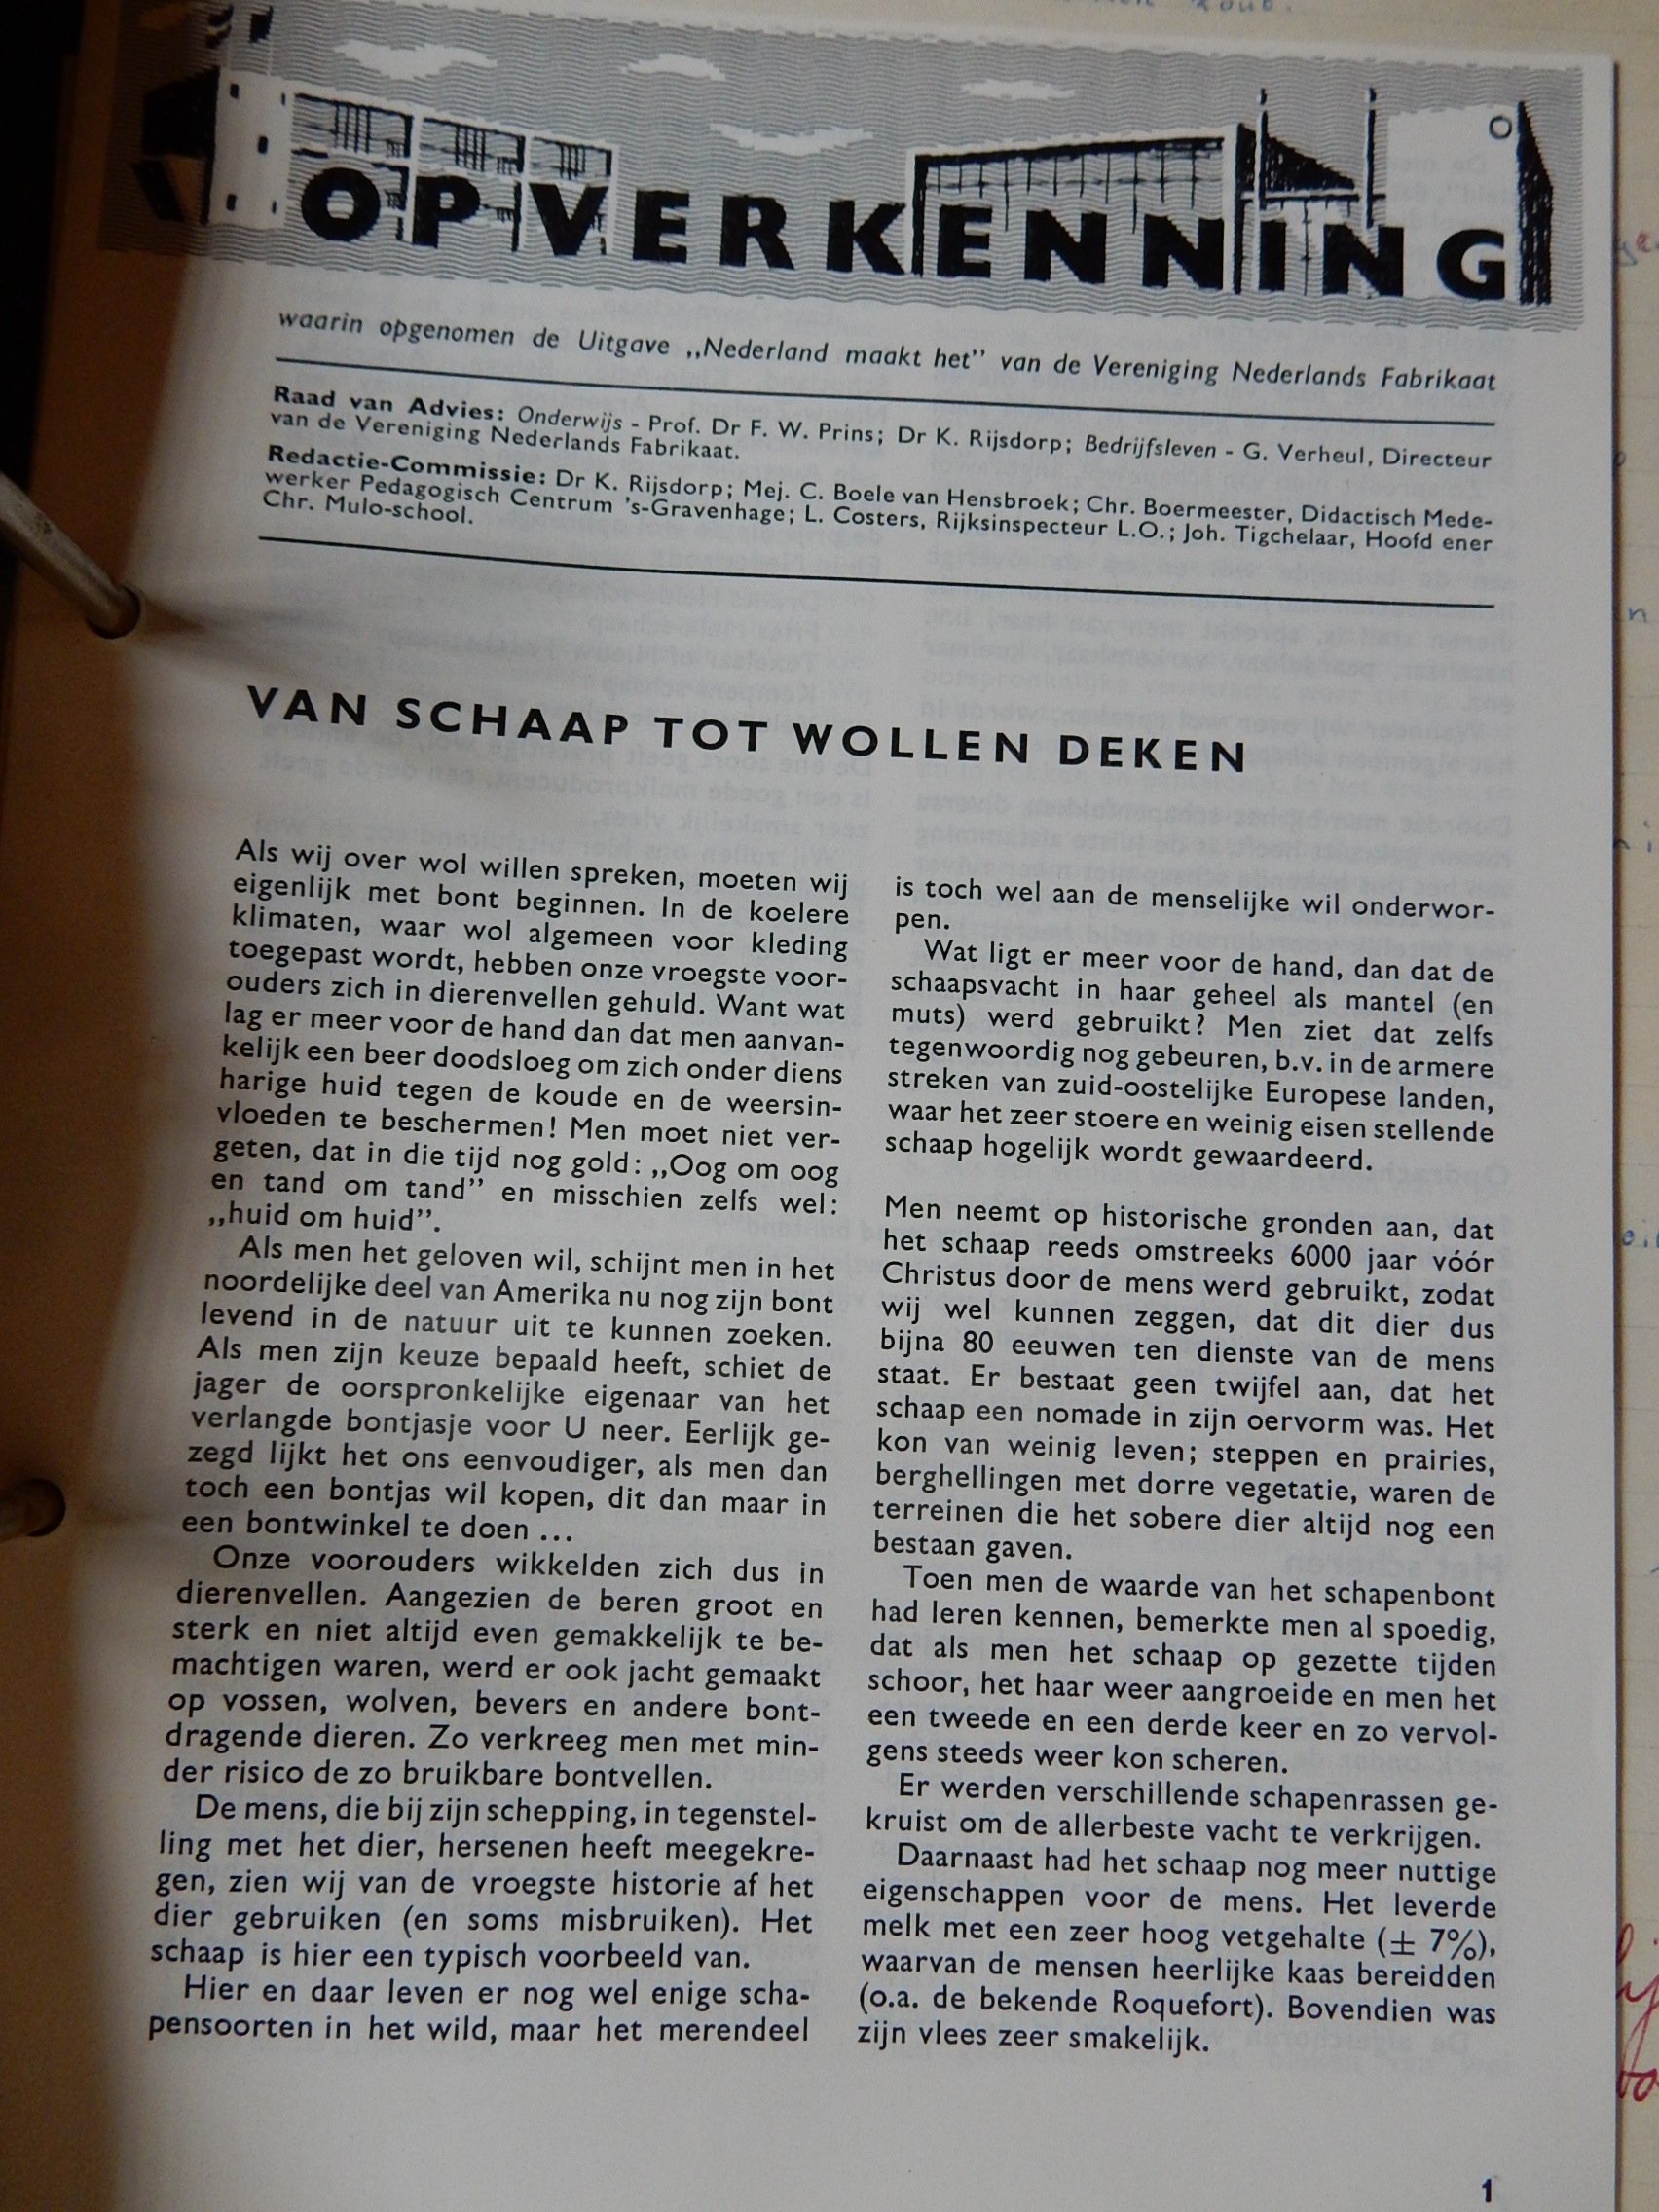 OP VERKENNING
waarin opgenomen de Uitgave „Nederland maakt het” van de Vereniging Nederlands Fabrikaat
Raad van Advies: Onderwijs - Prof. Dr F. W. Prins; Dr K. Rijsdorp; Bedrijfsleven - G. Verheul, Directeur
van de Vereniging Nederlands Fabrikaat.
Redactie-Commissie: Dr K. Rijsdorp; Mej. C. Boele van Hensbroek; Chr. Boermeester, Didactisch Mede-
werker Pedagogisch Centrum 's-Gravenhage; L. Costers, Rijksinspecteur L.O.; Joh. Tigchelaar, Hoofd ener
Chr. Mulo-school.
VAN SCHAAP TOT WOLLEN DEKEN
Als wij over wol willen spreken, moeten wij
eigenlijk met bont beginnen. In de koelere
klimaten, waar wol algemeen voor kleding
toegepast wordt, hebben onze vroegste voor-
ouders zich in dierenvellen gehuld. Want wat
lag er meer voor de hand dan dat men aanvan-
kelijk een beer doodsloeg om zich onder diens
harige huid tegen de koude en de weersin-
vloeden te beschermen! Men moet niet ver-
geten, dat in die tijd nog gold: „Oog om oog
en tand om tand” en misschien zelfs wel:
„huid om huid”.
Als men het geloven wil, schijnt men in het
noordelijke deel van Amerika nu nog zijn bont
levend in de natuur uit te kunnen zoeken.
Als men zijn keuze bepaald heeft, schiet de
jager de oorspronkelijke eigenaar van het
verlangde bontjasje voor U neer. Eerlijk ge-
zegd lijkt het ons eenvoudiger, als men dan
toch een bontjas wil kopen, dit dan maar in
een bontwinkel te doen ...
Onze voorouders wikkelden zich dus in
dierenvellen. Aangezien de beren groot en
sterk en niet altijd even gemakkelijk te be-
machtigen waren, werd er ook jacht gemaakt
op vossen, wolven, bevers en andere bont-
dragende dieren. Zo verkreeg men met min-
der risico de zo bruikbare bontvellen.
De mens, die bij zijn schepping, in tegenstel-
ling met het dier, hersenen heeft meegekre-
gen, zien wij van de vroegste historie af het
dier gebruiken (en soms misbruiken). Het
schaap is hier een typisch voorbeeld van.
Hier en daar leven er nog wel enige scha-
pensoorten in het wild, maar het merendeel
is toch wel aan de menselijke wil onderwor-
pen.
Wat ligt er meer voor de hand, dan dat de
schaapsvacht in haar geheel als mantel (en
muts) werd gebruikt? Men ziet dat zelfs
tegenwoordig nog gebeuren, b.v. in de armere
streken van zuid-oostelijke Europese landen,
waar het zeer stoere en weinig eisen stellende
schaap hogelijk wordt gewaardeerd.
Men neemt op historische gronden aan, dat
het schaap reeds omstreeks 6000 jaar vóór
Christus door de mens werd gebruikt, zodat
wij wel kunnen zeggen, dat dit dier dus
bijna 80 eeuwen ten dienste van de mens
staat. Er bestaat geen twijfel aan, dat het
schaap een nomade in zijn oervorm was. Het
kon van weinig leven; steppen en prairies,
berghellingen met dorre vegetatie, waren de
terreinen die het sobere dier altijd nog een
bestaan gaven.
Toen men de waarde van het schapenbont
had leren kennen, bemerkte men al spoedig,
dat als men het schaap op gezette tijden
schoor, het haar weer aangroeide en men het
een tweede en een derde keer en zo vervol-
gens steeds weer kon scheren.
Er werden verschillende schapenrassen ge-
kruist om de allerbeste vacht te verkrijgen.
Daarnaast had het schaap nog meer nuttige
eigenschappen voor de mens. Het leverde
melk met een zeer hoog vetgehalte (± 7%),
waarvan de mensen heerlijke kaas bereidden
(o.a. de bekende Roquefort). Bovendien was
zijn vlees zeer smakelijk.
1